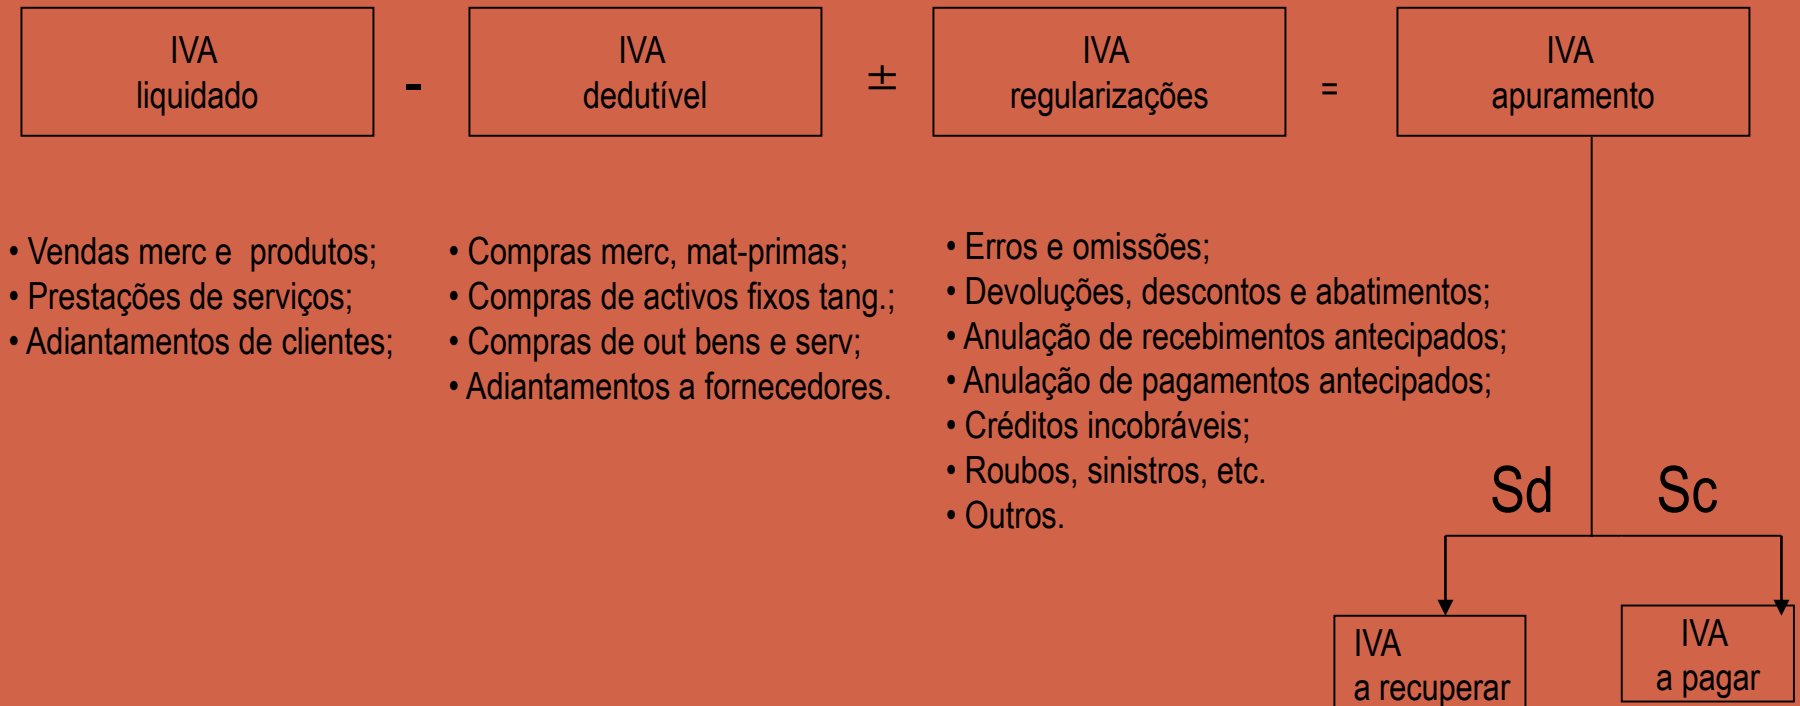 IVA
liquidado
-
IVA
dedutível
±
IVA
regularizações
=
IVA
apuramento
• Vendas merc e produtos;
• Prestações de serviços;
• Adiantamentos de clientes;
• Compras merc, mat-primas;
• Compras de activos fixos tang.;
• Compras de out bens e serv;
• Adiantamentos a fornecedores.
• Erros e omissões;
• Devoluções, descontos e abatimentos;
• Anulação de recebimentos antecipados;
• Anulação de pagamentos antecipados;
• Créditos incobráveis;
• Roubos, sinistros, etc.
• Outros.
Sd
Sc
IVA
a recuperar
IVA
a pagar